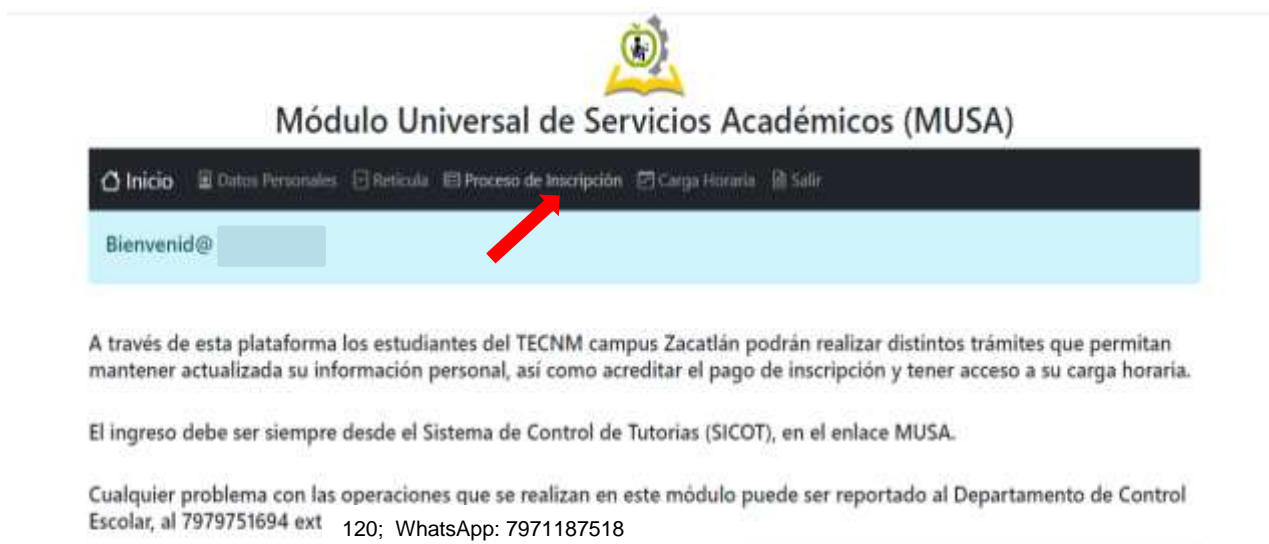 Módulo Universal de Servicios Académicos (MUSA)
Inicio Datos Personales Reticula Proceso de Inscripción Carga Horaria Salir
Bienvenid@
A través de esta plataforma los estudiantes del TECNM campus Zacatlán podrán realizar distintos trámites que permitan
mantener actualizada su información personal, así como acreditar el pago de inscripción y tener acceso a su carga horaria.
El ingreso debe ser siempre desde el Sistema de Control de Tutorias (SICOT), en el enlace MUSA.
Cualquier problema con las operaciones que se realizan en este módulo puede ser reportado al Departamento de Control
Escolar, al 7979751694 ext 120; WhatsApp: 7971187518